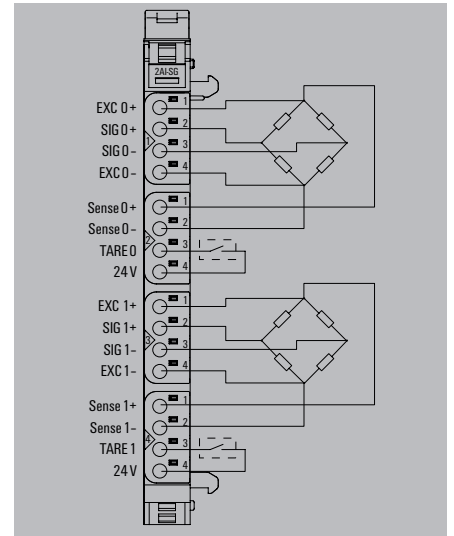 2AI-SG
EXC 0+ 1
SIG 0+ 2
SIG 0– 3
EXC 0– 4
1
Sense 0+ 1
Sense 0– 2
TARE 0 3
24 V 4
2
EXC 1+ 1
SIG 1+ 2
SIG 1– 3
EXC 1– 4
3
Sense 1+ 1
Sense 1– 2
TARE 1 3
24 V 4
4